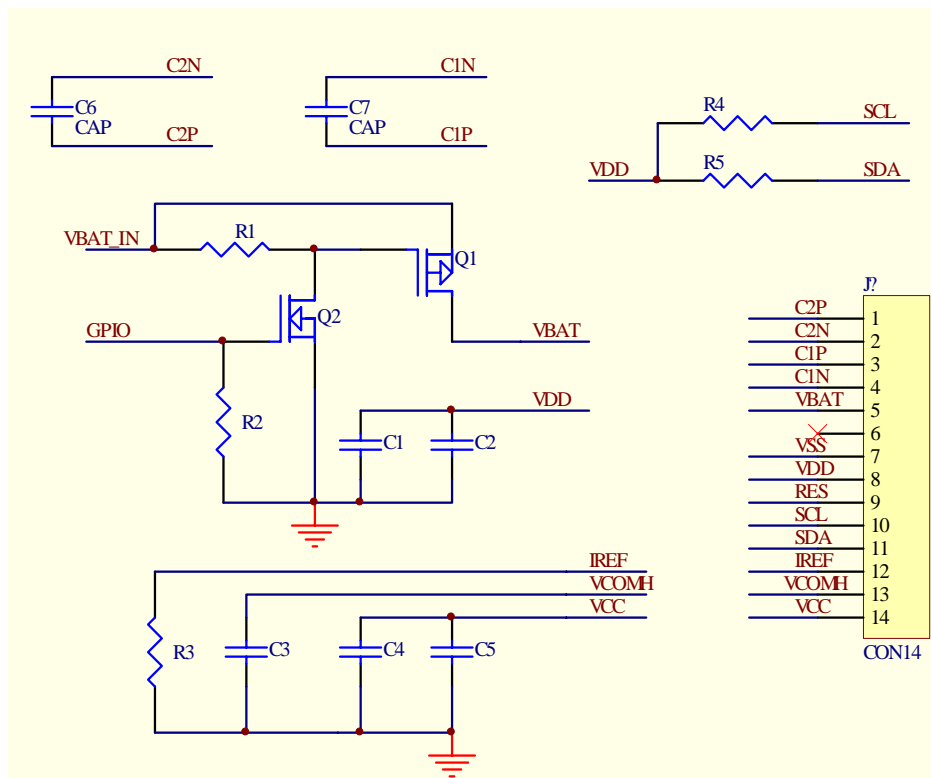 C2N
C6
CAP
C2P
C1N
C7
CAP
C1P
R4
SCL
VDD
R5
SDA
VBAT_IN
R1
Q1
Q2
GPIO
VBAT
R2
VDD
C1
C2
IREF
VCOMH
VCC
R3
C3
C4
C5
J?
C2P 1
C2N 2
C1P 3
C1N 4
VBAT 5
6
VSS 7
VDD 8
RES 9
SCL 10
SDA 11
IREF 12
VCOMH 13
VCC 14
CON14